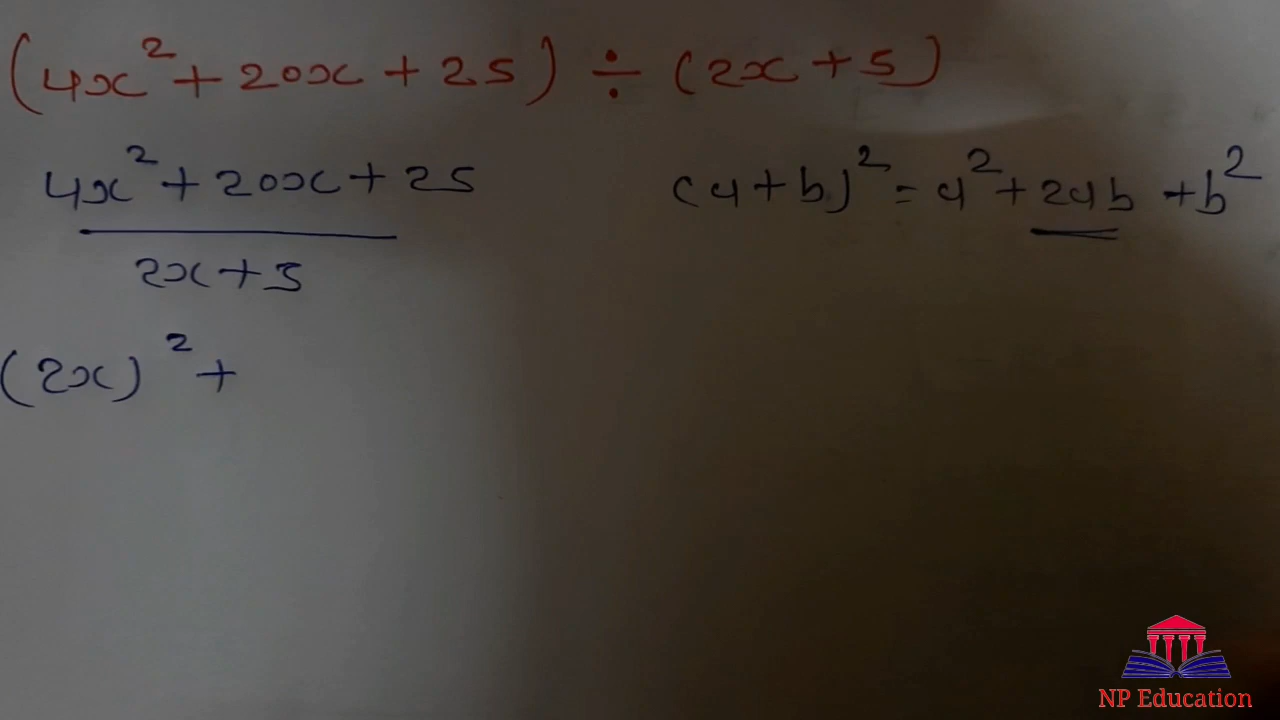 (4x² + 20x + 25) ÷ (2x + 5)
4x² + 20x + 25
(a + b)² = a² + 2ab + b²
2x + 5
(2x)² +
NP Education